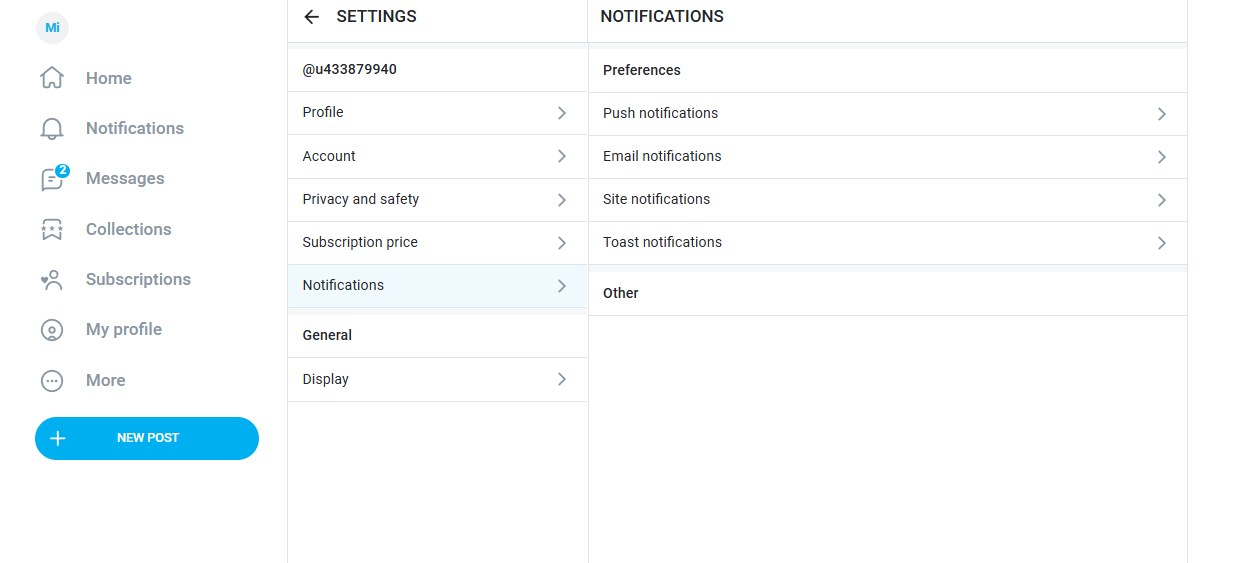 Mi
Home
Notifications
2
Messages
Collections
Subscriptions
My profile
More
NEW POST
SETTINGS
@u433879940
Profile
Account
Privacy and safety
Subscription price
Notifications
General
Display
NOTIFICATIONS
Preferences
Push notifications
Email notifications
Site notifications
Toast notifications
Other